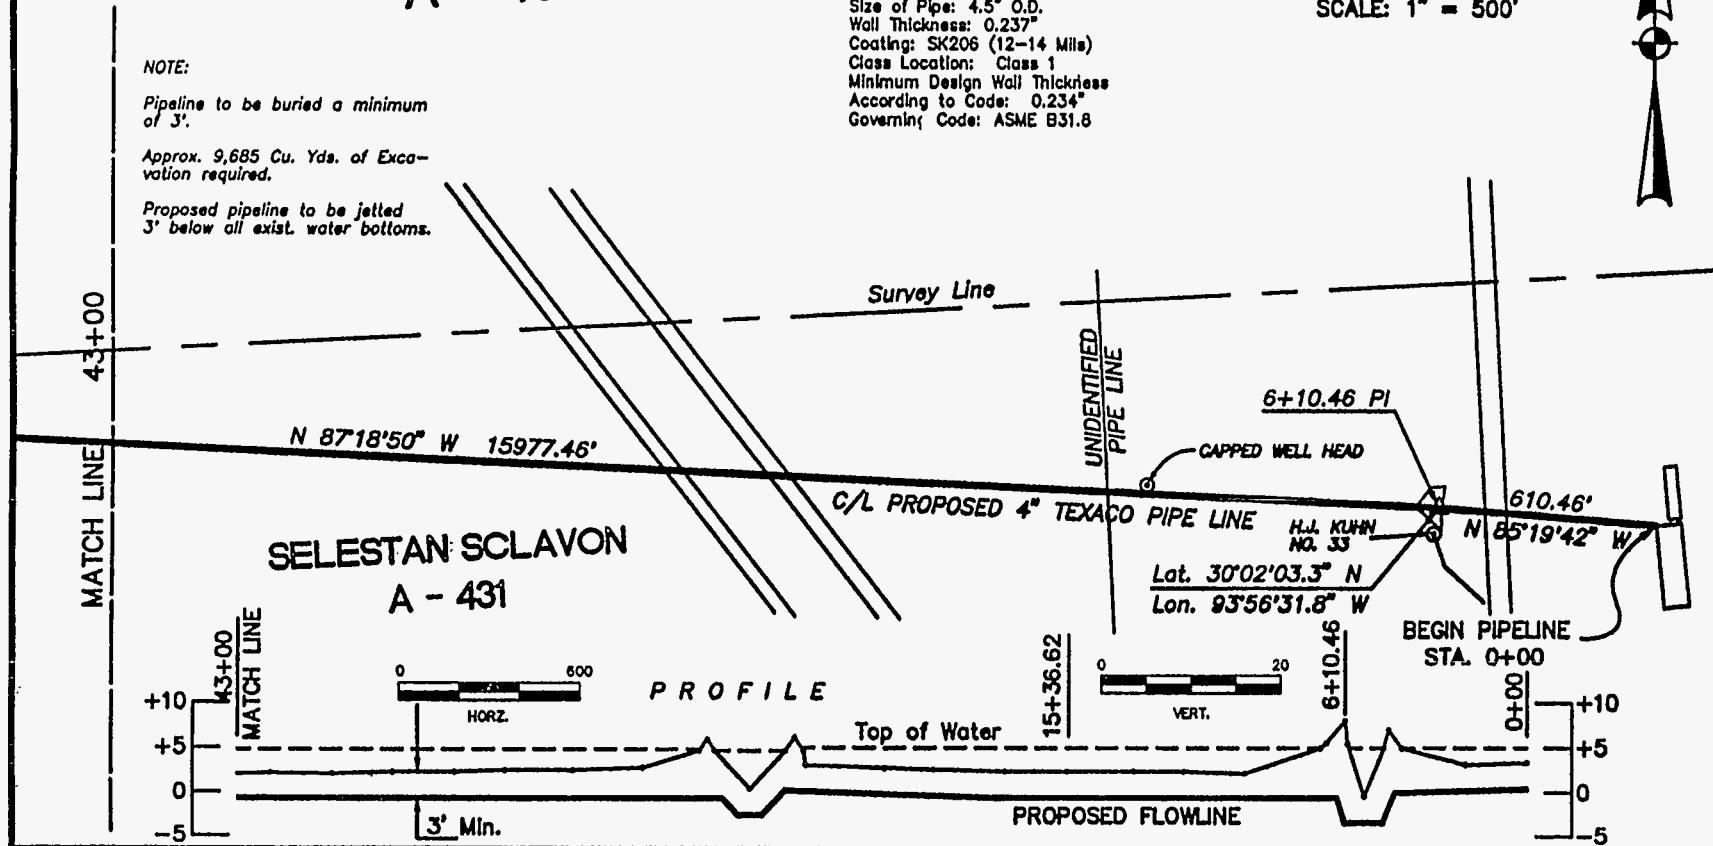 Size of Pipe: 4.5" O.D.
Wall Thickness: 0.237"
Coating: SK206 (12-14 Mils)
Class Location: Class 1
Minimum Design Wall Thickness
According to Code: 0.234"
Governing Code: ASME B31.8
SCALE: 1" = 500'
NOTE:
Pipeline to be buried a minimum
of 3'.
Approx. 9,685 Cu. Yds. of Exca-
vation required.
Proposed pipeline to be jetted
3' below all exist. water bottoms.
Survey Line
MATCH LINE 43+00
UNIDENTIFIED
PIPE LINE
6+10.46 PI
N 87°18'50" W 15977.46'
CAPPED WELL HEAD
C/L PROPOSED 4" TEXACO PIPE LINE
610.46'
N 85°19'42" W
H.J. KUHN
NO. 33
SELESTAN SCLAVON
A - 431
Lat. 30°02'03.3" N
Lon. 93°56'31.8" W
BEGIN PIPELINE
STA. 0+00
43+00
MATCH LINE
0 600
HORZ.
PROFILE
15+36.62
0 20
VERT.
6+10.46
0+00
+10
+5
0
-5
Top of Water
+10
+5
0
-5
3' Min.
PROPOSED FLOWLINE